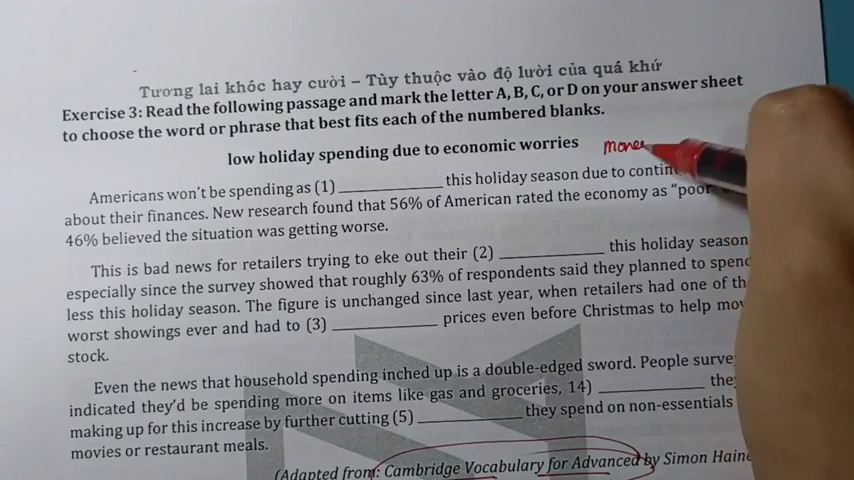 Tương lai khóc hay cười – Tùy thuộc vào độ lười của quá khứ
Exercise 3: Read the following passage and mark the letter A, B, C, or D on your answer sheet
to choose the word or phrase that best fits each of the numbered blanks.
low holiday spending due to economic worries
mone
Americans won't be spending as (1) __________ this holiday season due to contin
about their finances. New research found that 56% of American rated the economy as "poor"
46% believed the situation was getting worse.
This is bad news for retailers trying to eke out their (2) __________ this holiday season
especially since the survey showed that roughly 63% of respondents said they planned to spend
less this holiday season. The figure is unchanged since last year, when retailers had one of th
worst showings ever and had to (3) __________ prices even before Christmas to help mo
stock.
Even the news that household spending inched up is a double-edged sword. People surve
indicated they'd be spending more on items like gas and groceries, 14) __________ the
making up for this increase by further cutting (5) __________ they spend on non-essentials
movies or restaurant meals.
(Adapted from: Cambridge Vocabulary for Advanced by Simon Haine